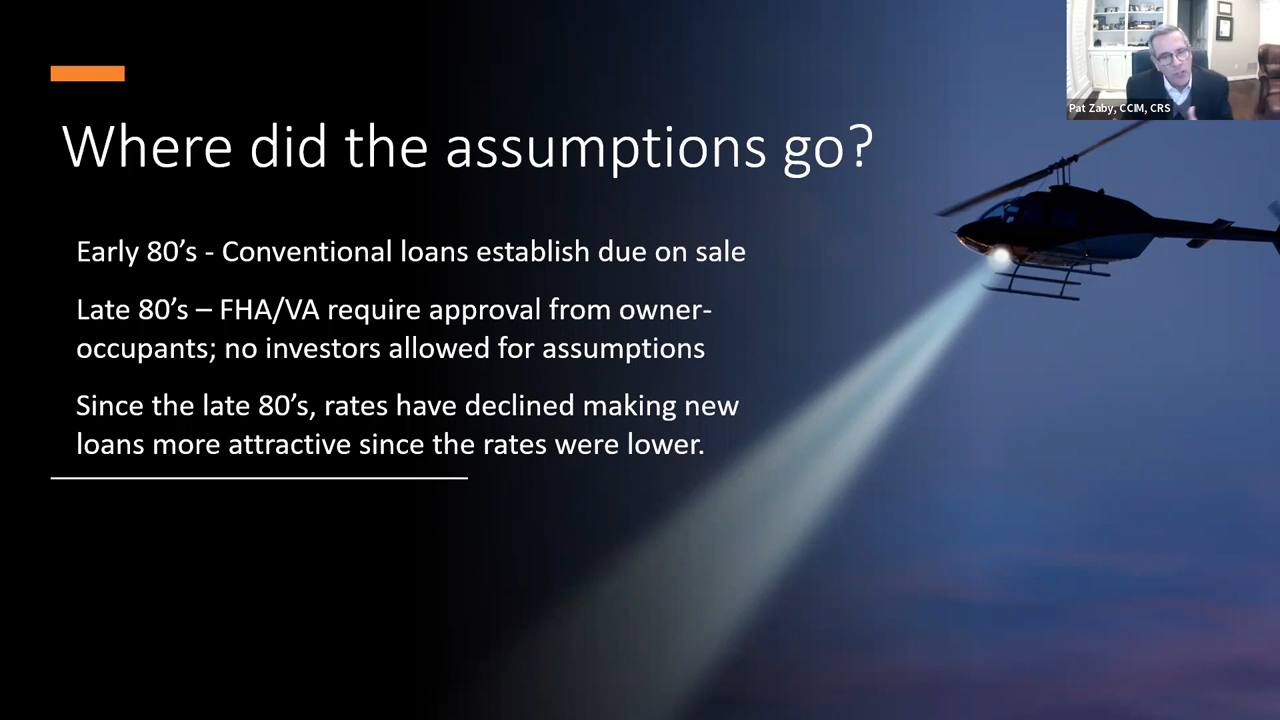 Pat Zaby, CCIM, CRS
Where did the assumptions go?
Early 80’s - Conventional loans establish due on sale
Late 80’s – FHA/VA require approval from owner-
occupants; no investors allowed for assumptions
Since the late 80’s, rates have declined making new
loans more attractive since the rates were lower.